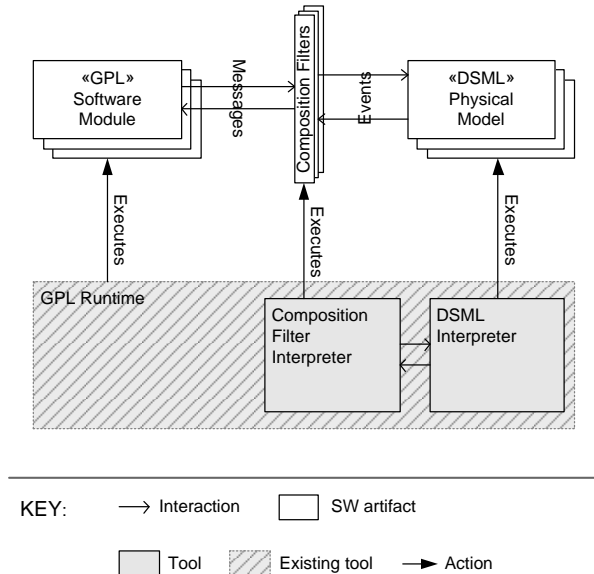 «GPL»
Software
Module
Messages
Composition Filters
Events
«DSML»
Physical
Model
Executes
Executes
Executes
GPL Runtime
Composition
Filter
Interpreter
DSML
Interpreter
KEY:
Interaction
SW artifact
Tool
Existing tool
Action